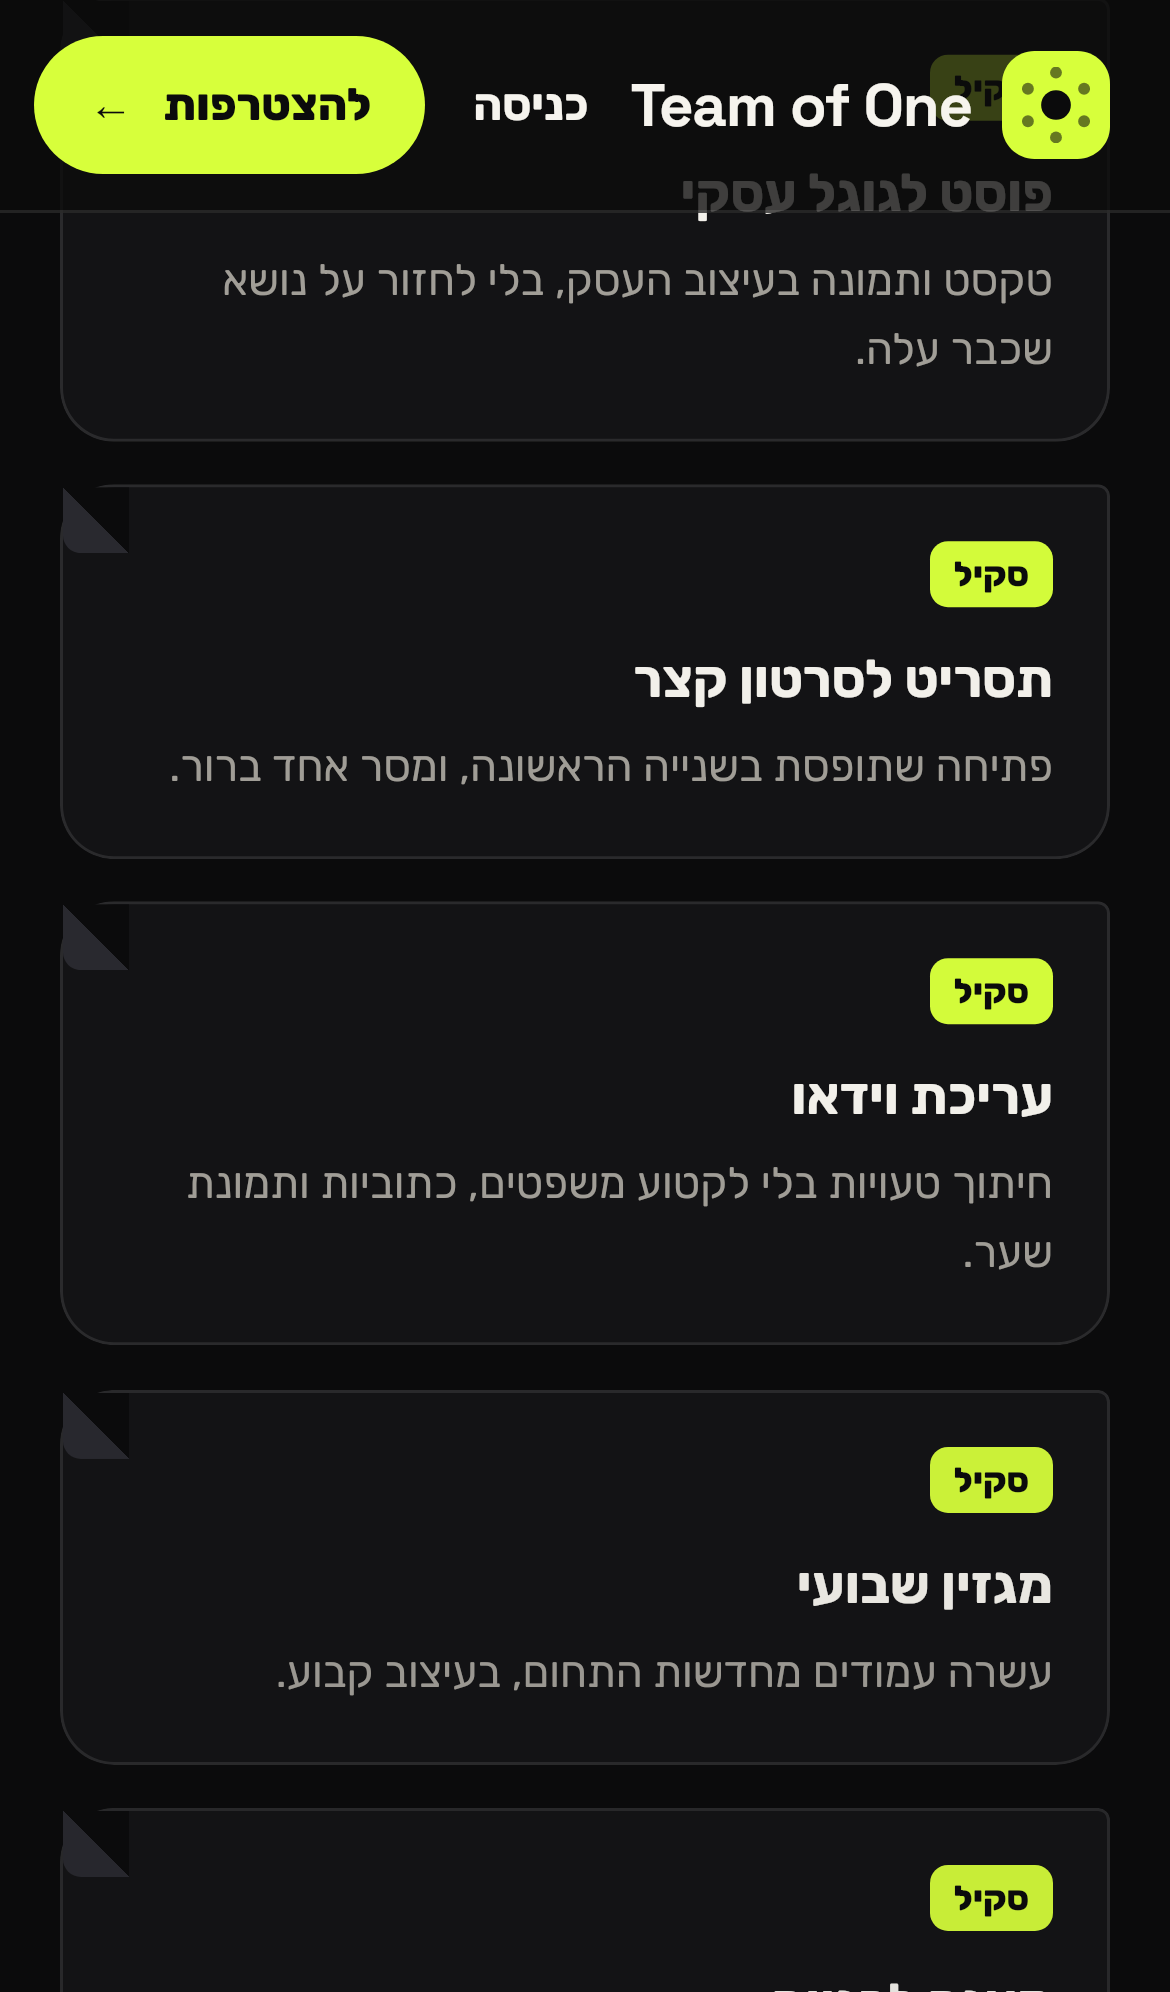 Team of One
כניסה
להצטרפות ←
פוסט לגוגל עסקי
טקסט ותמונה בעיצוב העסק, בלי לחזור על נושא
שכבר עלה.
סקיל
תסריט לסרטון קצר
פתיחה שתופסת בשנייה הראשונה, ומסר אחד ברור.
סקיל
עריכת וידאו
חיתוך טעויות בלי לקטוע משפטים, כתוביות ותמונת
שער.
סקיל
מגזין שבועי
עשרה עמודים מחדשות התחום, בעיצוב קבוע.
סקיל